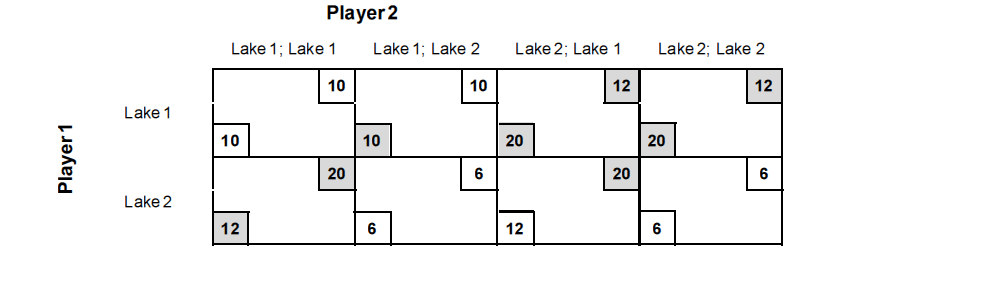 Player 2
Lake 1; Lake 1 Lake 1; Lake 2 Lake 2; Lake 1 Lake 2; Lake 2
10 10 12 12
Lake 1
10 10 20 20
Player 1
20 6 20 6
Lake 2
12 6 12 6